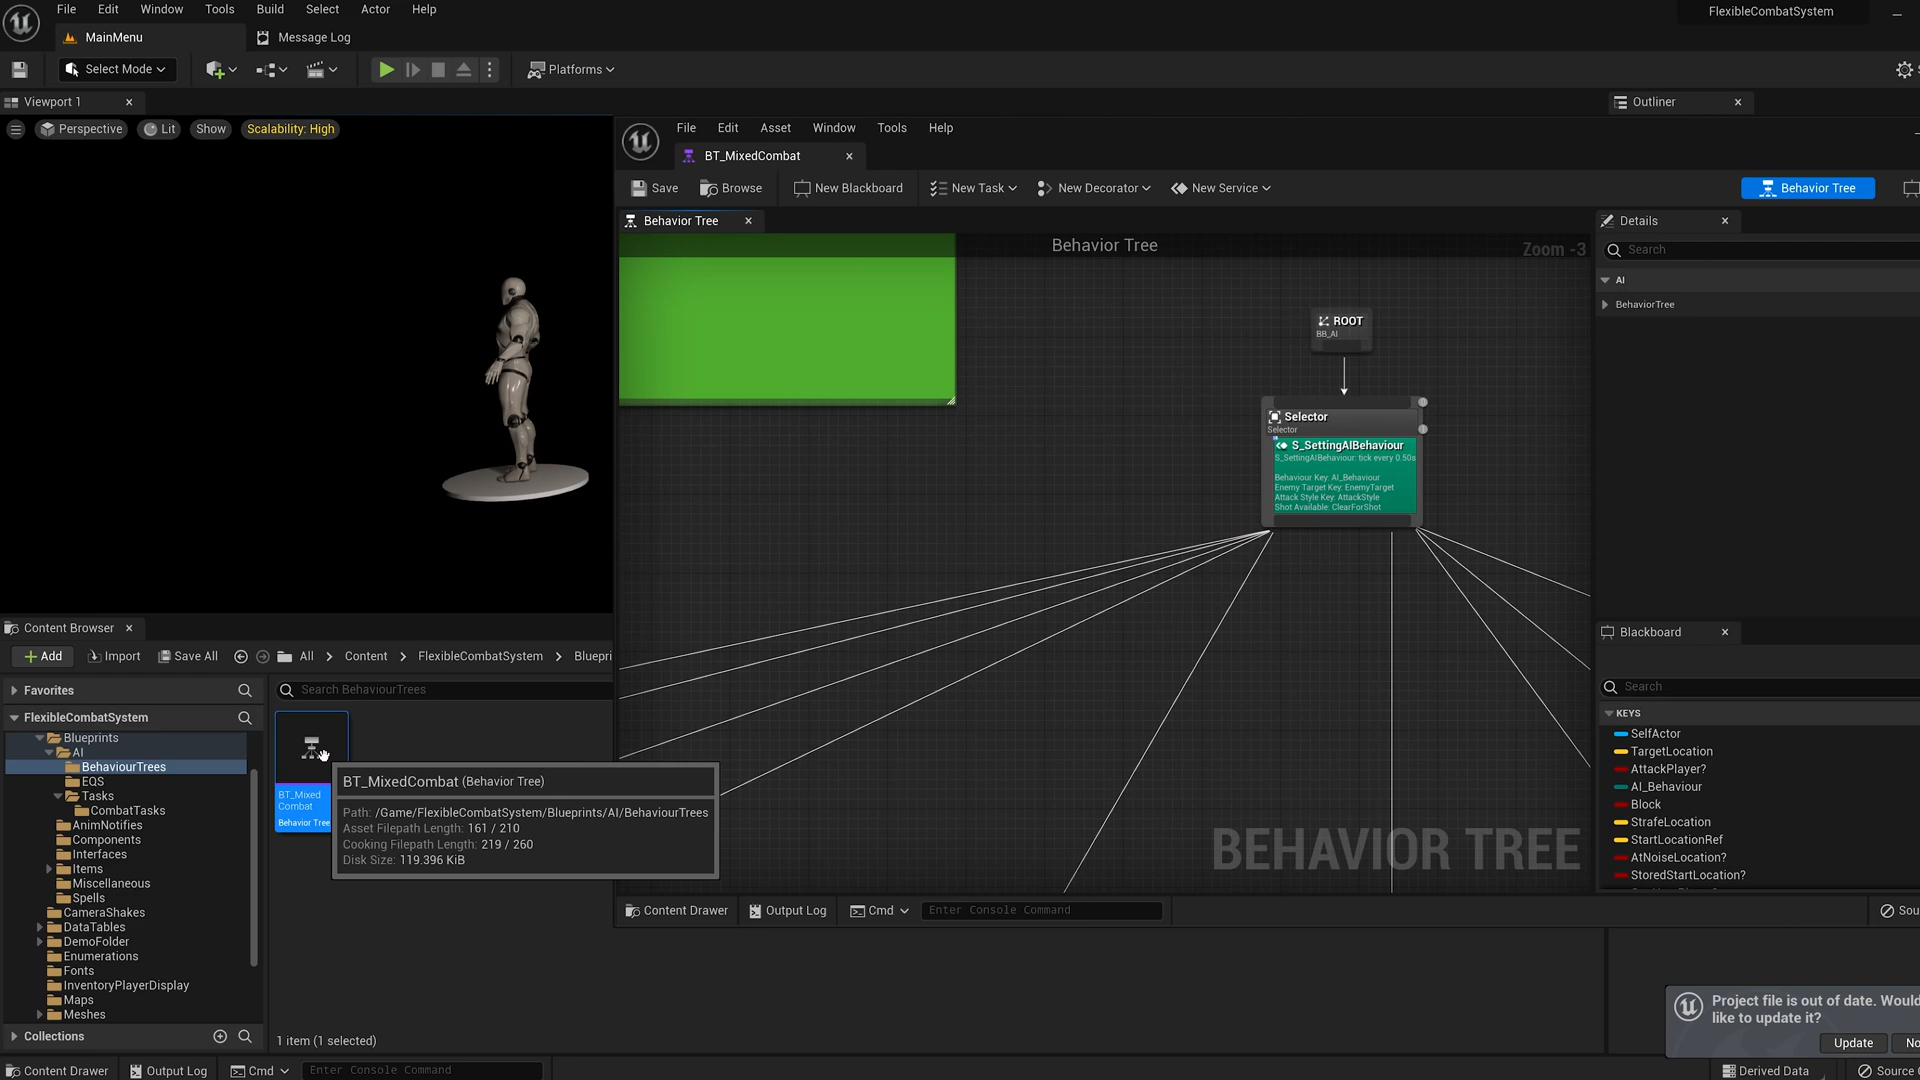 File Edit Window Tools Build Select Actor Help
FlexibleCombatSystem
MainMenu
Message Log
Select Mode
Platforms
Viewport 1
Outliner
Perspective
Lit
Show
Scalability: High
File Edit Asset Window Tools Help
BT_MixedCombat
Save
Browse
New Blackboard
New Task
New Decorator
New Service
Behavior Tree
Behavior Tree
Details
Behavior Tree
Zoom -3
Search
AI
BehaviorTree
ROOT
BB_AI
Selector
Selector
S_SettingAIBehaviour
S_SettingAIBehaviour: tick every 0.50s
Behaviour Key: AI_Behaviour
Enemy Target Key: EnemyTarget
Attack Style Key: AttackStyle
Shot Available: ClearForShot
BEHAVIOR TREE
Blackboard
Search
KEYS
SelfActor
TargetLocation
AttackPlayer?
AI_Behaviour
Block
StrafeLocation
StartLocationRef
AtNoiseLocation?
StoredStartLocation?
Content Drawer
Output Log
Cmd
Enter Console Command
Sou
Content Browser
Add
Import
Save All
All
Content
FlexibleCombatSystem
Bluepri
Favorites
Search BehaviourTrees
FlexibleCombatSystem
Blueprints
AI
BehaviourTrees
EQS
Tasks
CombatTasks
AnimNotifies
Components
Interfaces
Items
Miscellaneous
Spells
CameraShakes
DataTables
DemoFolder
Enumerations
Fonts
InventoryPlayerDisplay
Maps
Meshes
Collections
BT_Mixed
Combat
Behavior Tree
BT_MixedCombat (Behavior Tree)
Path: /Game/FlexibleCombatSystem/Blueprints/AI/BehaviourTrees
Asset Filepath Length: 161 / 210
Cooking Filepath Length: 219 / 260
Disk Size: 119.396 KiB
1 item (1 selected)
Project file is out of date. Would
like to update it?
Update
No
Content Drawer
Output Log
Cmd
Enter Console Command
Derived Data
Source C